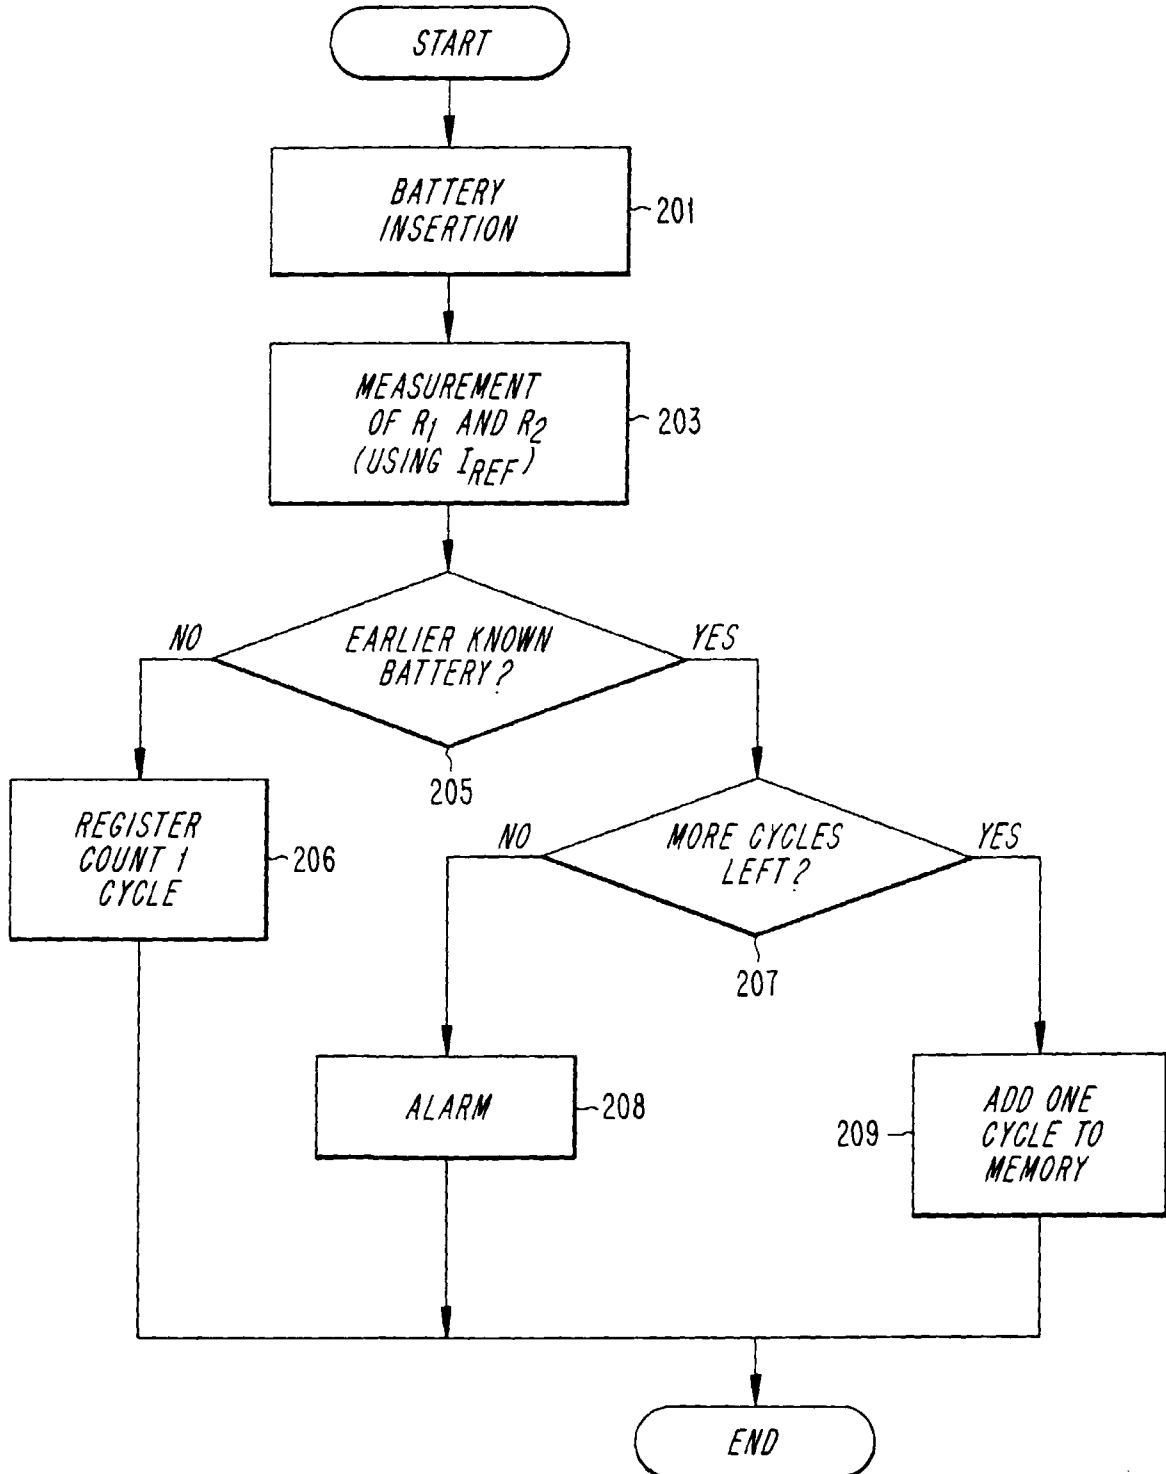 START
BATTERY
INSERTION
201
MEASUREMENT
OF R1 AND R2
(USING IREF)
203
NO
EARLIER KNOWN
BATTERY?
YES
205
REGISTER
COUNT 1
CYCLE
206
NO
MORE CYCLES
LEFT?
YES
207
ALARM
208
209
ADD ONE
CYCLE TO
MEMORY
END